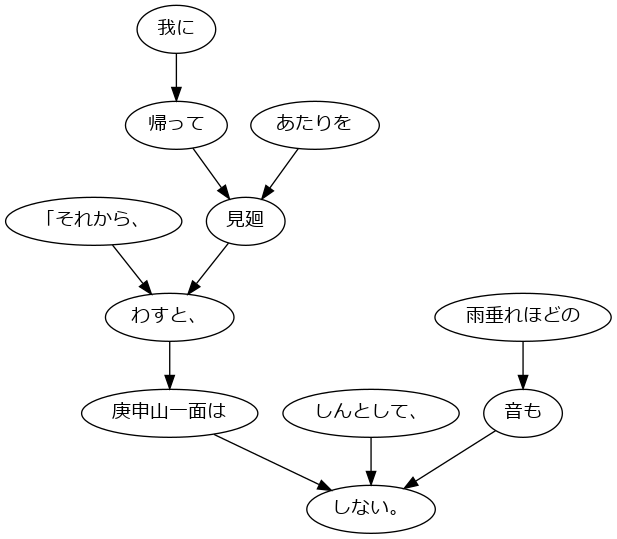 我に
帰って
あたりを
「それから、
見廻
わすと、
雨垂れほどの
庚申山一面は
しんとして、
音も
しない。